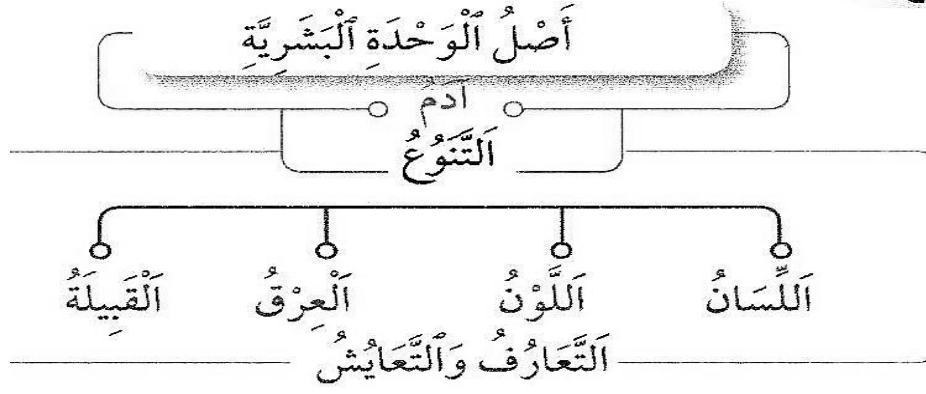 أَصْلُ ٱلْوَحْدَةِ ٱلْبَشَرِيَّةِ
آدم
اَلتَّنَوُعُ
اَللِّسَانُ اَللَّوْنُ اَلْعِرْقُ اَلْقَبِيلَةُ
اَلتَّعَارُفُ وَٱلتَّعَايُشُ